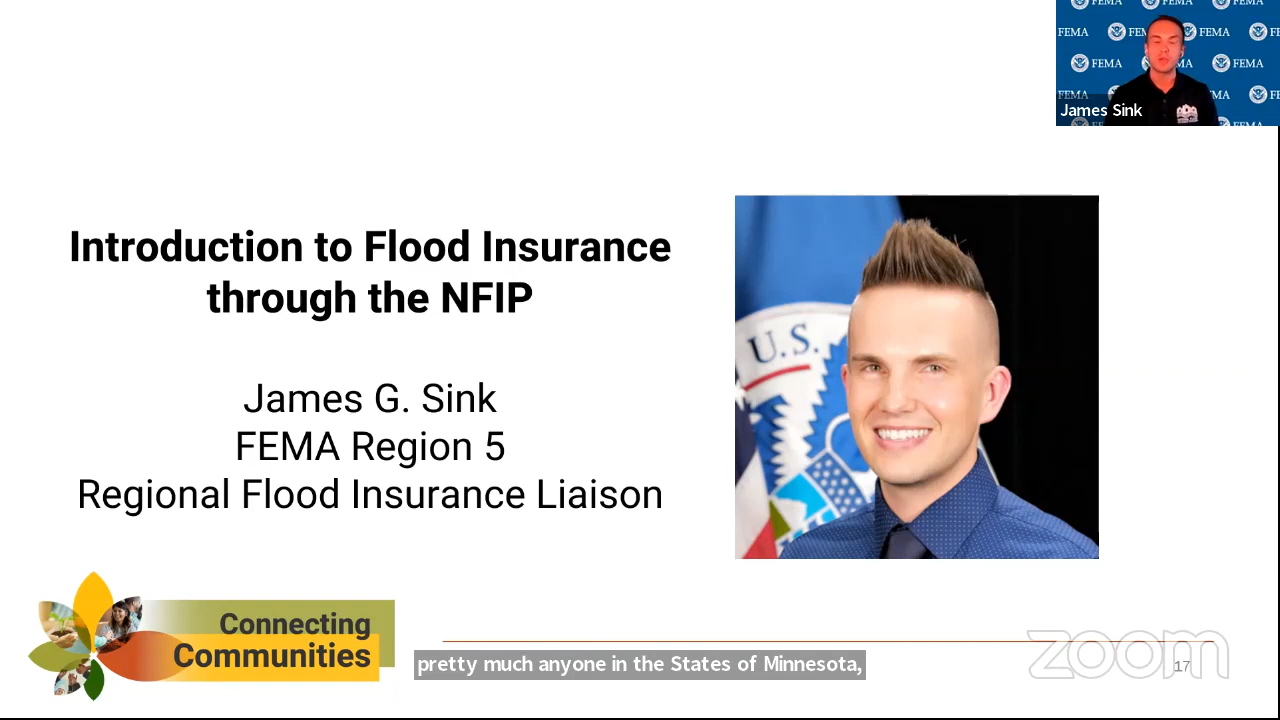 FEMA FEMA FEMA
FEMA FEMA FEMA
FEMA FEMA
FEMA
James Sink
Introduction to Flood Insurance
through the NFIP
U.S.
James G. Sink
FEMA Region 5
Regional Flood Insurance Liaison
Connecting
Communities
pretty much anyone in the States of Minnesota,
zoom
17